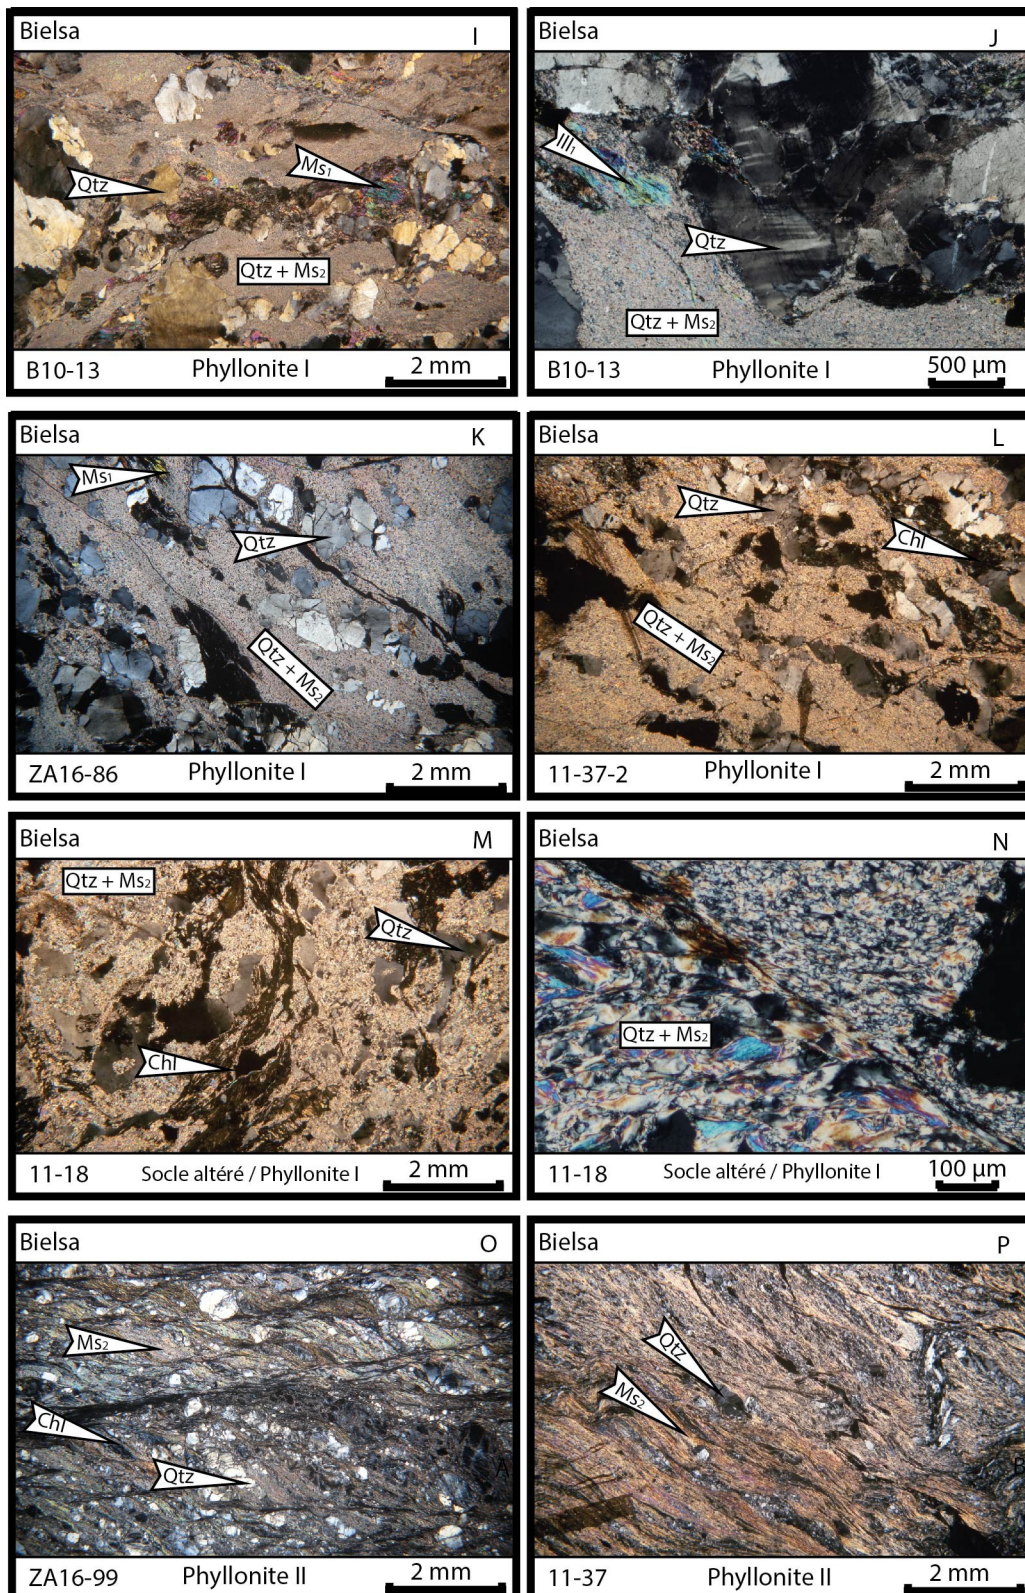 Bielsa I
Ms₁
Qtz
Qtz + Ms₂
B10-13 Phyllonite I 2 mm
Bielsa J
Ill₁
Qtz
Qtz + Ms₂
B10-13 Phyllonite I 500 µm
Bielsa K
Ms₁
Qtz
Qtz + Ms₂
ZA16-86 Phyllonite I 2 mm
Bielsa L
Qtz
Chl
Qtz + Ms₂
11-37-2 Phyllonite I 2 mm
Bielsa M
Qtz + Ms₂
Qtz
Chl
11-18 Socle altéré / Phyllonite I 2 mm
Bielsa N
Qtz + Ms₂
11-18 Socle altéré / Phyllonite I 100 µm
Bielsa O
Ms₂
Chl
Qtz
A
ZA16-99 Phyllonite II 2 mm
Bielsa P
Qtz
Ms₂
B
11-37 Phyllonite II 2 mm